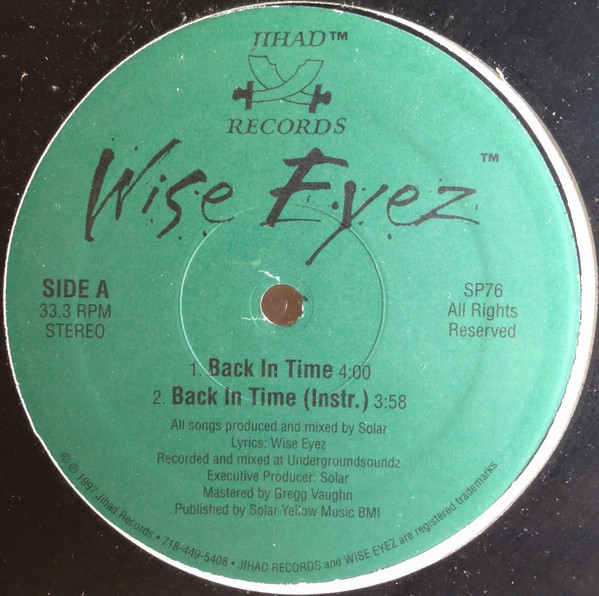 JIHAD™
RECORDS
Wise Eyez™
SIDE A
33.3 RPM
STEREO
SP76
All Rights
Reserved
1. Back In Time 4:00
2. Back In Time (Instr.) 3:58
All songs produced and mixed by Solar
Lyrics: Wise Eyez
Recorded and mixed at Undergroundsoundz
Executive Producer: Solar
Mastered by Gregg Vaughn
Published by Solar Yellow Music BMI
© ℗ 1997 Jihad Records • 718-449-5408 • JIHAD RECORDS and WISE EYEZ are registered trademarks